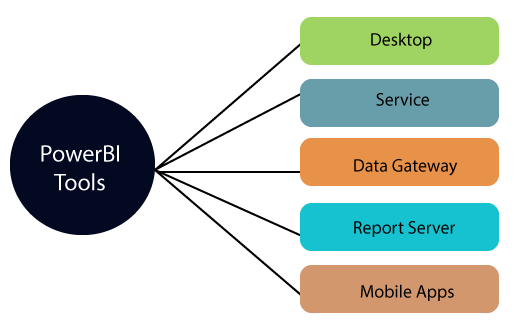 PowerBI
Tools
Desktop
Service
Data Gateway
Report Server
Mobile Apps